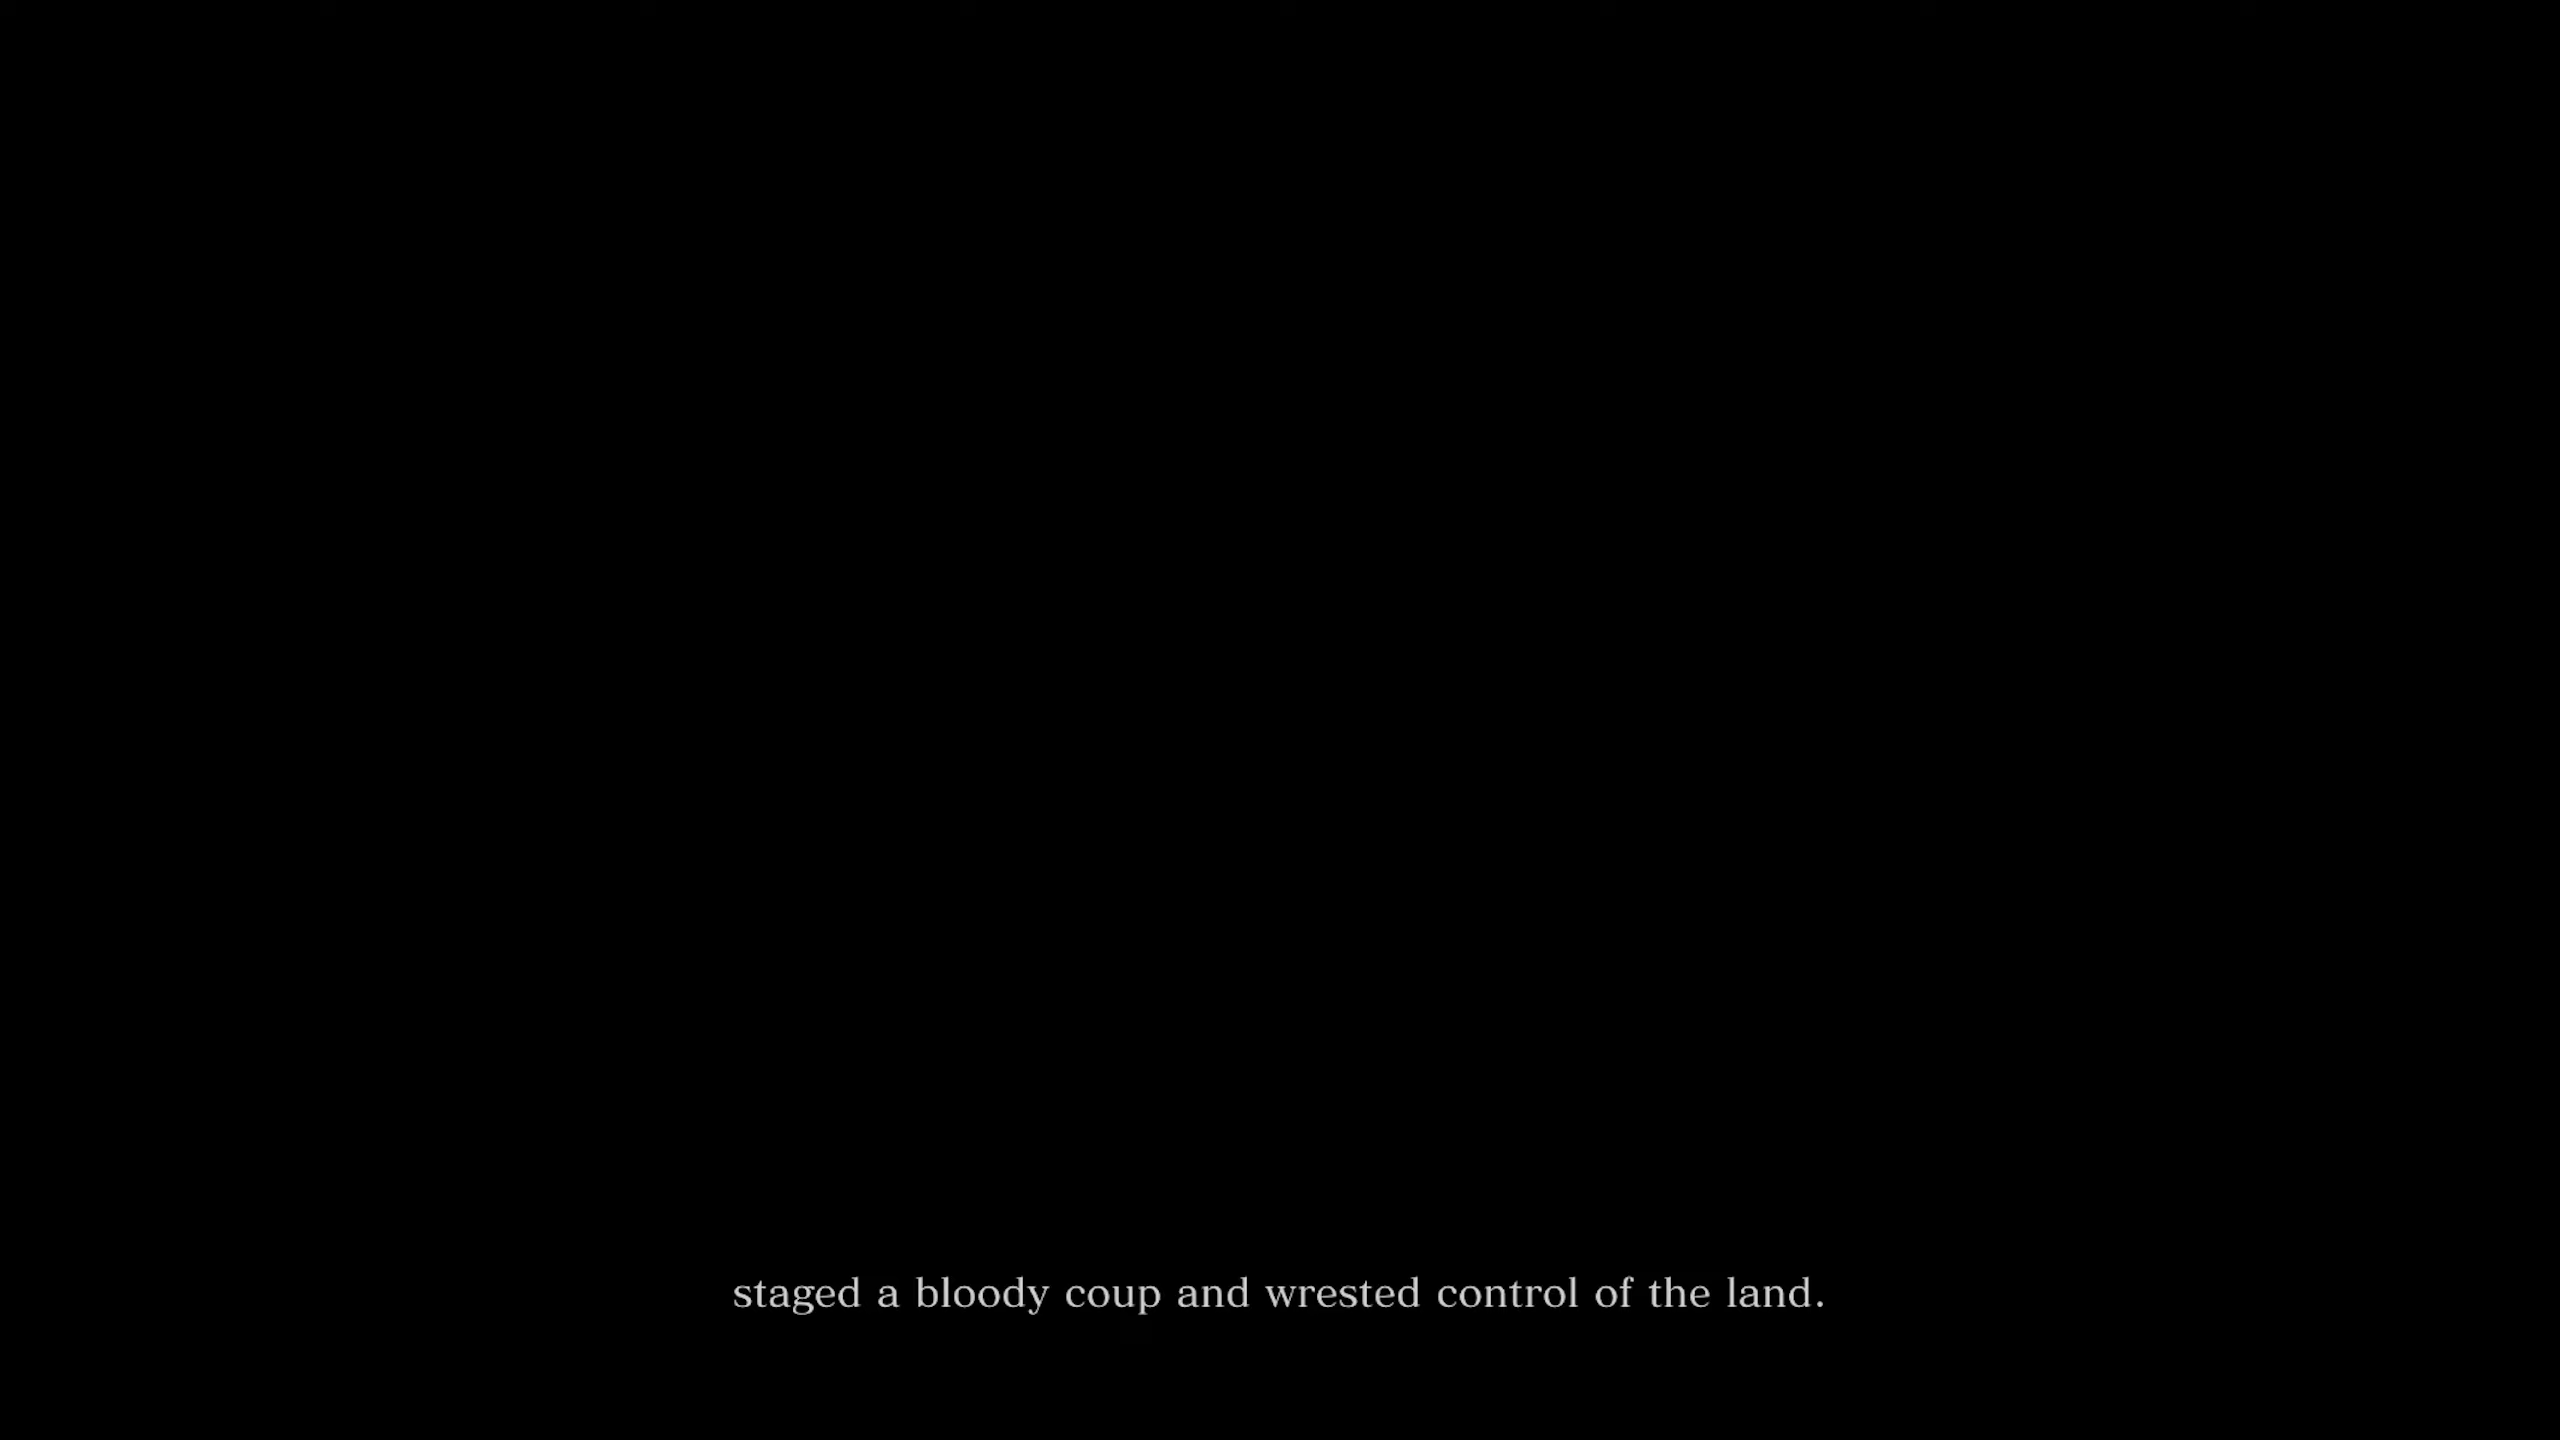 staged a bloody coup and wrested control of the land.